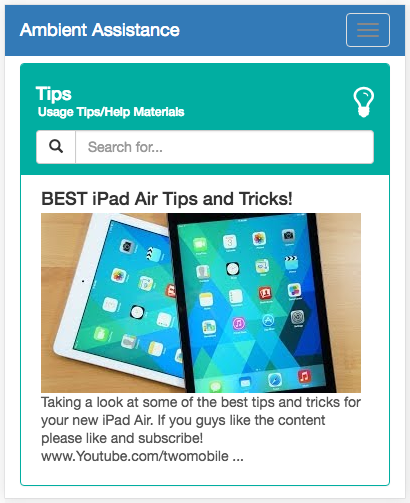 Ambient Assistance
Tips
Usage Tips/Help Materials
Search for...
BEST iPad Air Tips and Tricks!
Taking a look at some of the best tips and tricks for
your new iPad Air. If you guys like the content
please like and subscribe!
www.Youtube.com/twomobile ...